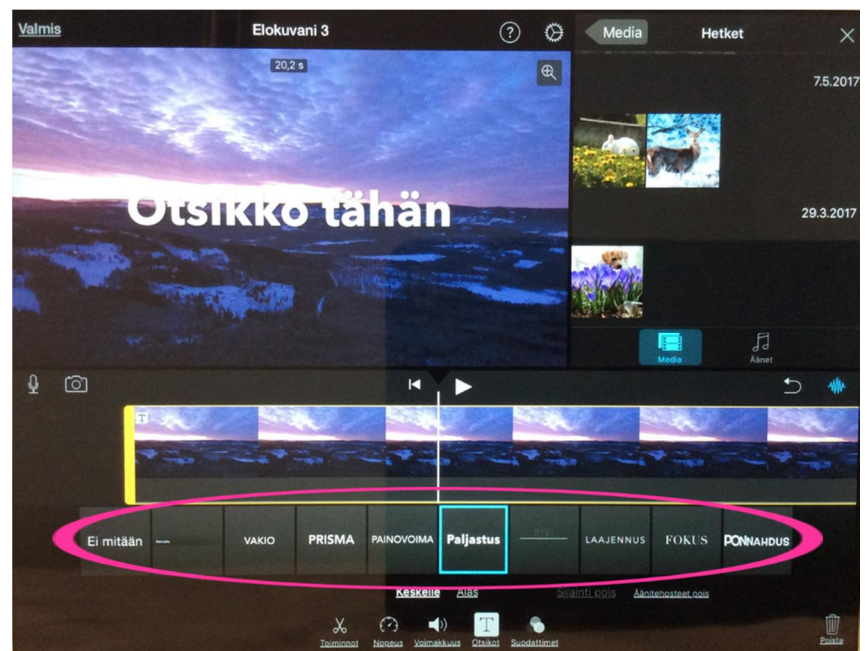 Valmis
Elokuvani 3
?
Media
Hetket
20,2 s
7.5.2017
Otsikko tähän
29.3.2017
Media
Äänet
T
Ei mitään
VAKIO
PRISMA
PAINOVOIMA
Paljastus
LAAJENNUS
FOKUS
PONNAHDUS
Keskelle
Alas
Sijainti pois
Äänitehosteet pois
T
Toiminnot
Nopeus
Voimakkuus
Otsikot
Suodattimet
Poista